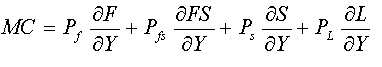 MC = P_f ∂F/∂Y + P_fs ∂FS/∂Y + P_s ∂S/∂Y + P_L ∂L/∂Y